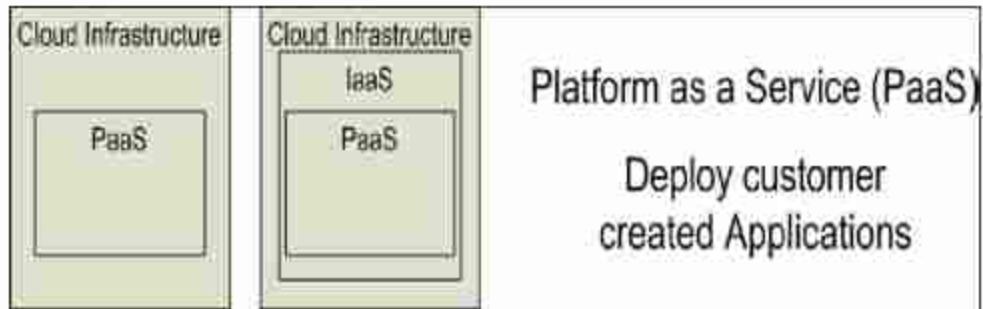 Cloud Infrastructure
PaaS
Cloud Infrastructure
IaaS
PaaS
Platform as a Service (PaaS)
Deploy customer
created Applications